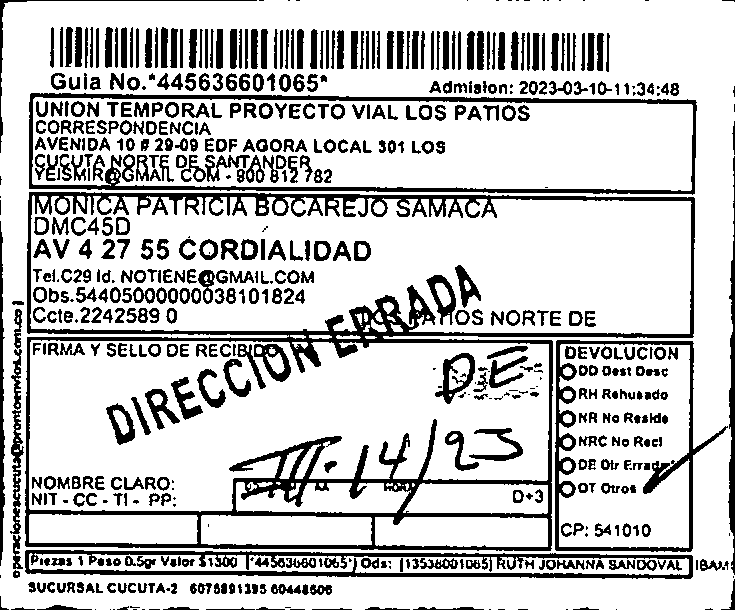 Guia No.*445636601065*
Admision: 2023-03-10-11:34:48
UNION TEMPORAL PROYECTO VIAL LOS PATIOS
CORRESPONDENCIA
AVENIDA 10 # 29-09 EDF AGORA LOCAL 301 LOS
CUCUTA NORTE DE SANTANDER
YEISMIR@GMAIL COM - 900 812 782
MONICA PATRICIA BOCAREJO SAMACA
DMC45D
AV 4 27 55 CORDIALIDAD
Tel.C29 Id. NOTIENE@GMAIL.COM
Obs.54405000000038101824
Ccte.2242589 0
LOS PATIOS NORTE DE
DIRECCION ERRADA
FIRMA Y SELLO DE RECIBIDO
DE
III-14/23
NOMBRE CLARO:
NIT - CC - TI - PP:
HORA
D+3
DEVOLUCION
DD Dest Desc
RH Rehusado
NR No Reside
NRC No Recl
DE Dir Errada
OT Otros
CP: 541010
operacionescucuta@prontoenvios.com.co
Piezas 1 Peso 0.5gr Valor $1300 (*445636601065*) Ods: [13536001065] RUTH JOHANNA SANDOVAL
SUCURSAL CUCUTA-2